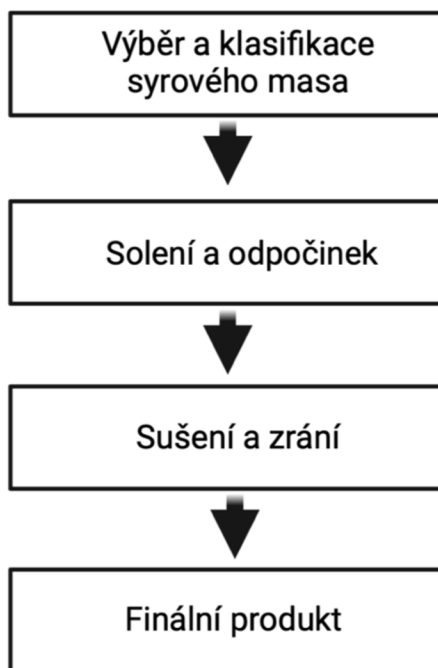 Výběr a klasifikace
syrového masa
Solení a odpočinek
Sušení a zrání
Finální produkt